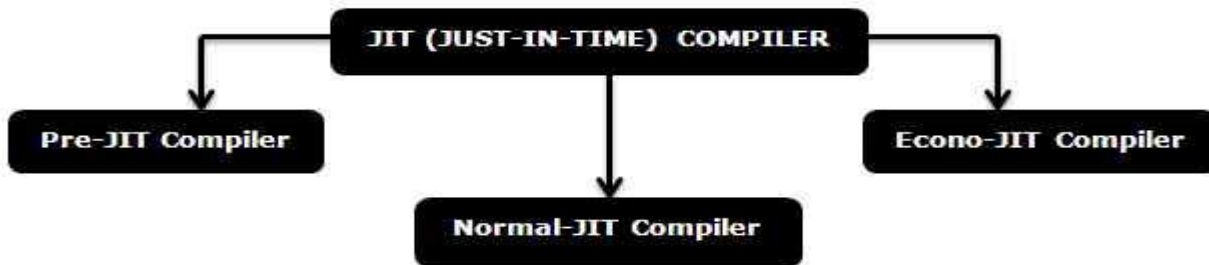 JIT (JUST-IN-TIME) COMPILER
Pre-JIT Compiler
Econo-JIT Compiler
Normal-JIT Compiler